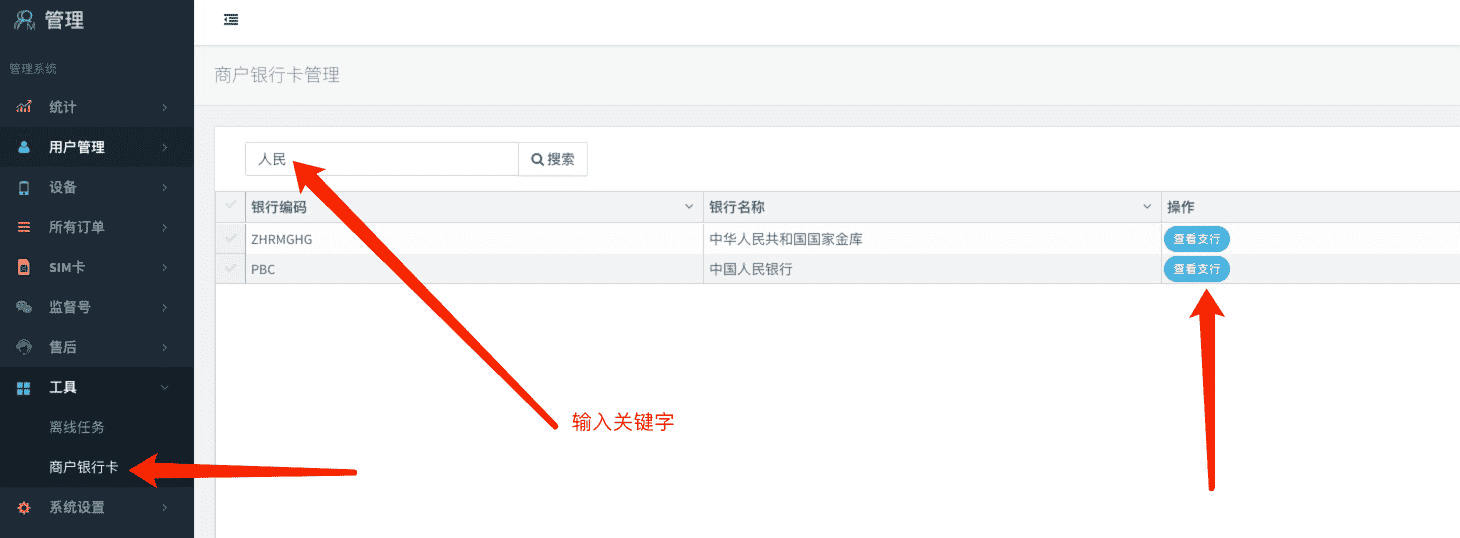 管理
管理系统
统计
用户管理
设备
所有订单
SIM卡
监督号
售后
工具
离线任务
商户银行卡
系统设置
商户银行卡管理
人民 搜索
银行编码 银行名称 操作
ZHRMGHG 中华人民共和国国家金库 查看支行
PBC 中国人民银行 查看支行
输入关键字